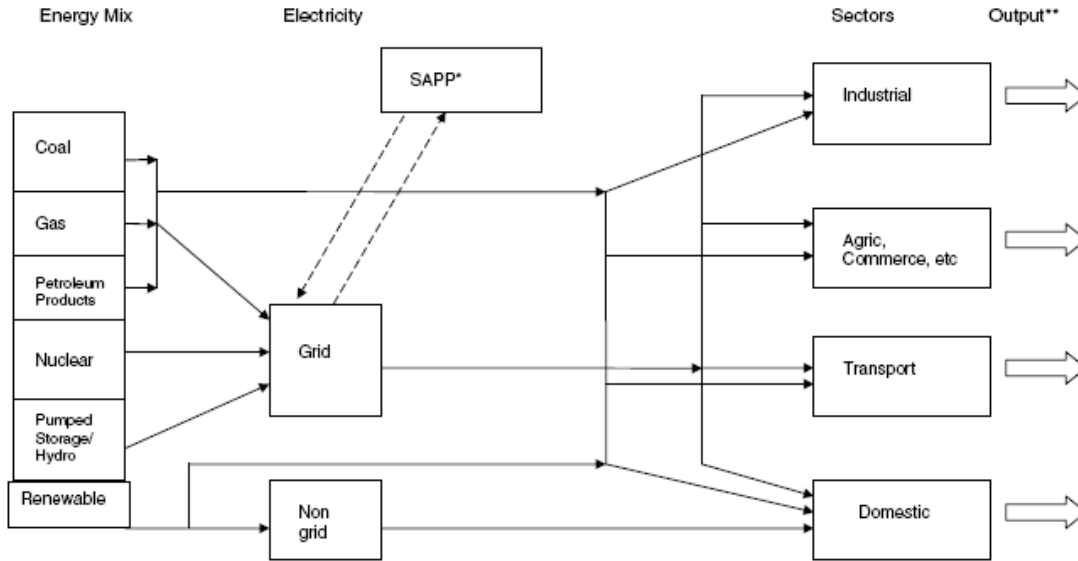 Energy Mix
Electricity
Sectors
Output**
SAPP*
Industrial
Coal
Gas
Agric,
Commerce, etc
Petroleum
Products
Nuclear
Grid
Transport
Pumped
Storage/
Hydro
Renewable
Non
grid
Domestic